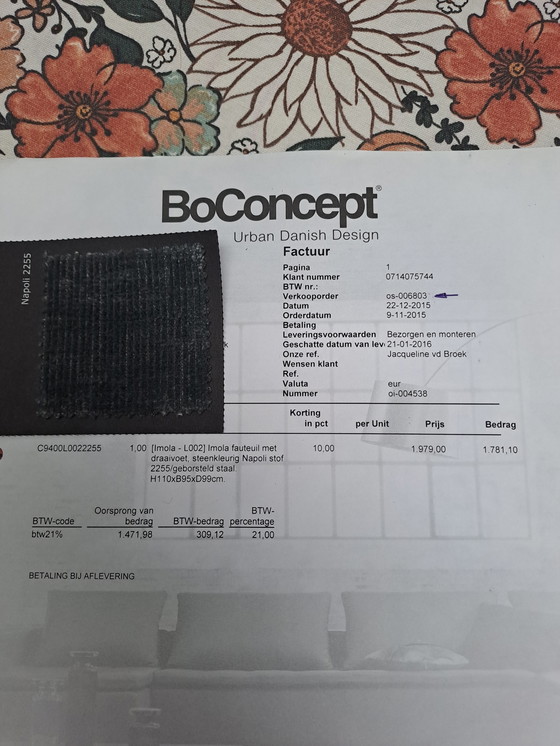 BoConcept®
Urban Danish Design
Napoli 2255
Factuur
Pagina 1
Klant nummer 0714075744
BTW nr.:
Verkooporder os-006803
Datum 22-12-2015
Orderdatum 9-11-2015
Betaling
Leveringsvoorwaarden Bezorgen en monteren
Geschatte datum van lev 21-01-2016
Onze ref. Jacqueline vd Broek
Wensen klant
Ref.
Valuta eur
Nummer oi-004538
Korting
in pct per Unit Prijs Bedrag
C9400L0022255 1,00 [Imola - L002] Imola fauteuil met 10,00 1.979,00 1.781,10
draaivoet, steenkleurig Napoli stof
2255/geborsteld staal.
H110xB95xD99cm.
Oorsprong van BTW-
BTW-code bedrag BTW-bedrag percentage
btw21% 1.471,98 309,12 21,00
BETALING BIJ AFLEVERING